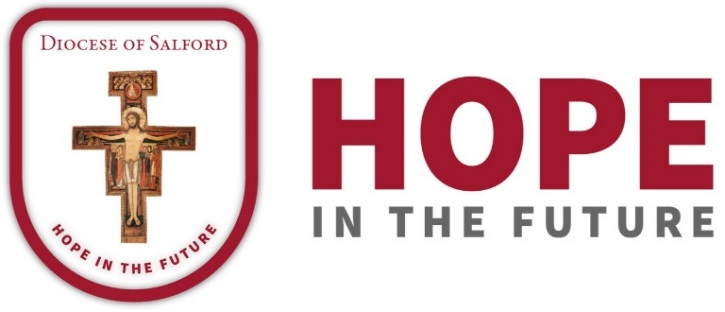 DIOCESE OF SALFORD
HOPE IN THE FUTURE
HOPE
IN THE FUTURE